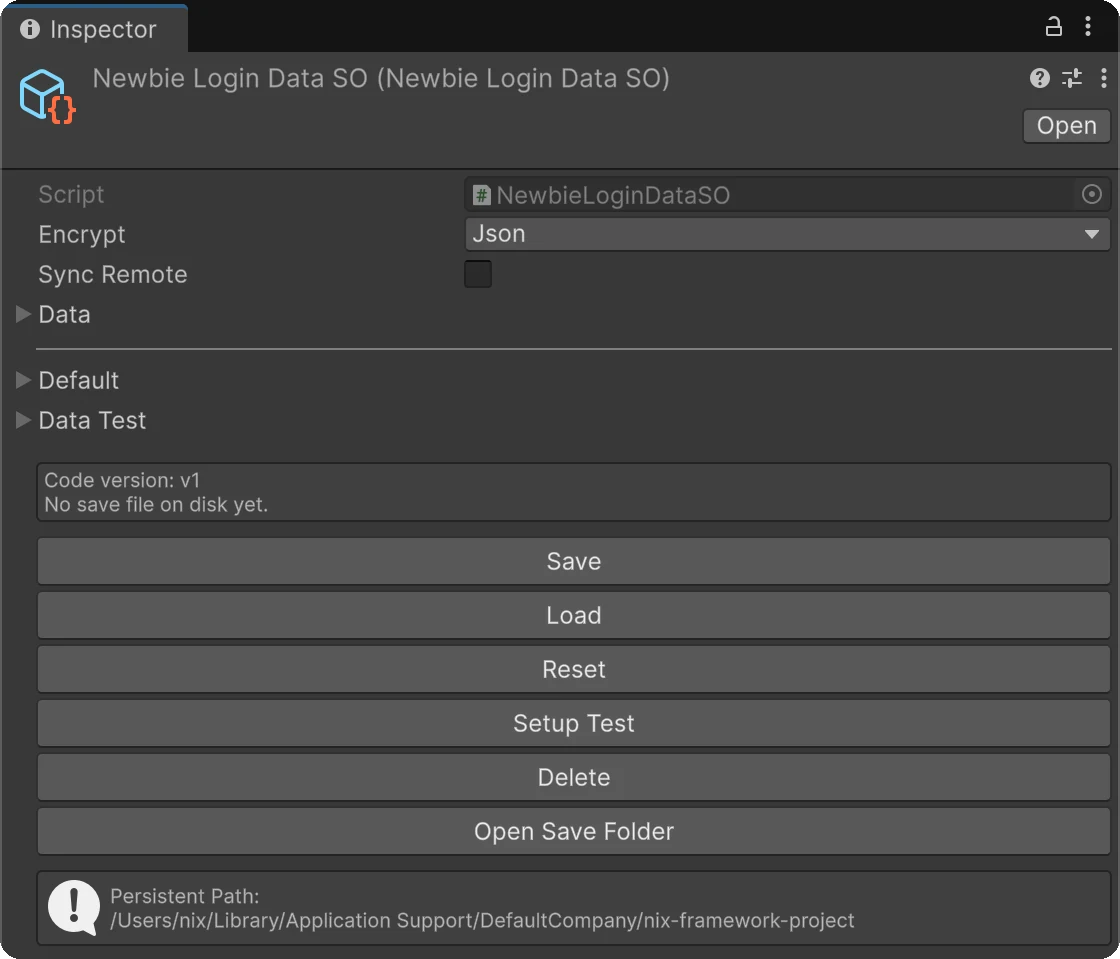 Inspector
Newbie Login Data SO (Newbie Login Data SO)
Open
Script
# NewbieLoginDataSO
Encrypt
Json
Sync Remote
Data
Default
Data Test
Code version: v1
No save file on disk yet.
Save
Load
Reset
Setup Test
Delete
Open Save Folder
Persistent Path:
/Users/nix/Library/Application Support/DefaultCompany/nix-framework-project